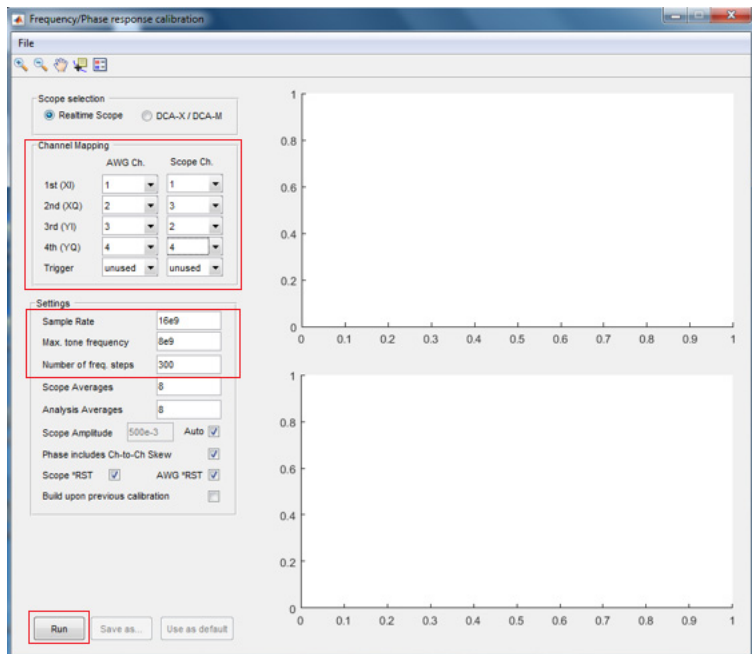 Frequency/Phase response calibration
File
Scope selection
Realtime Scope DCA-X / DCA-M
Channel Mapping
AWG Ch. Scope Ch.
1st (XI) 1 1
2nd (XQ) 2 3
3rd (YI) 3 2
4th (YQ) 4 4
Trigger unused unused
Settings
Sample Rate 16e9
Max. tone frequency 8e9
Number of freq. steps 300
Scope Averages 8
Analysis Averages 8
Scope Amplitude 500e-3 Auto
Phase includes Ch-to-Ch Skew
Scope *RST AWG *RST
Build upon previous calibration
Run Save as... Use as default
1
0.8
0.6
0.4
0.2
0
0 0.1 0.2 0.3 0.4 0.5 0.6 0.7 0.8 0.9 1
1
0.8
0.6
0.4
0.2
0
0 0.1 0.2 0.3 0.4 0.5 0.6 0.7 0.8 0.9 1